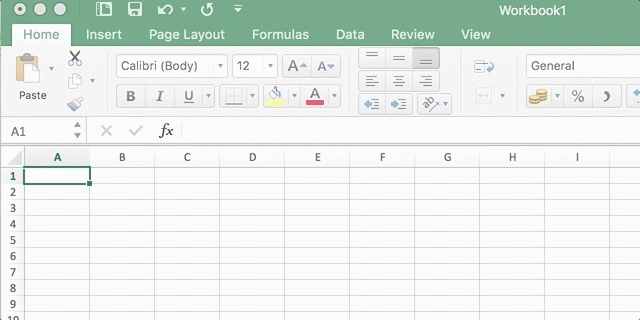 Workbook1
Home Insert Page Layout Formulas Data Review View
Calibri (Body) 12 A A General
Paste B I U A %
A1 fx
A B C D E F G H I
1
2
3
4
5
6
7
8
9
10